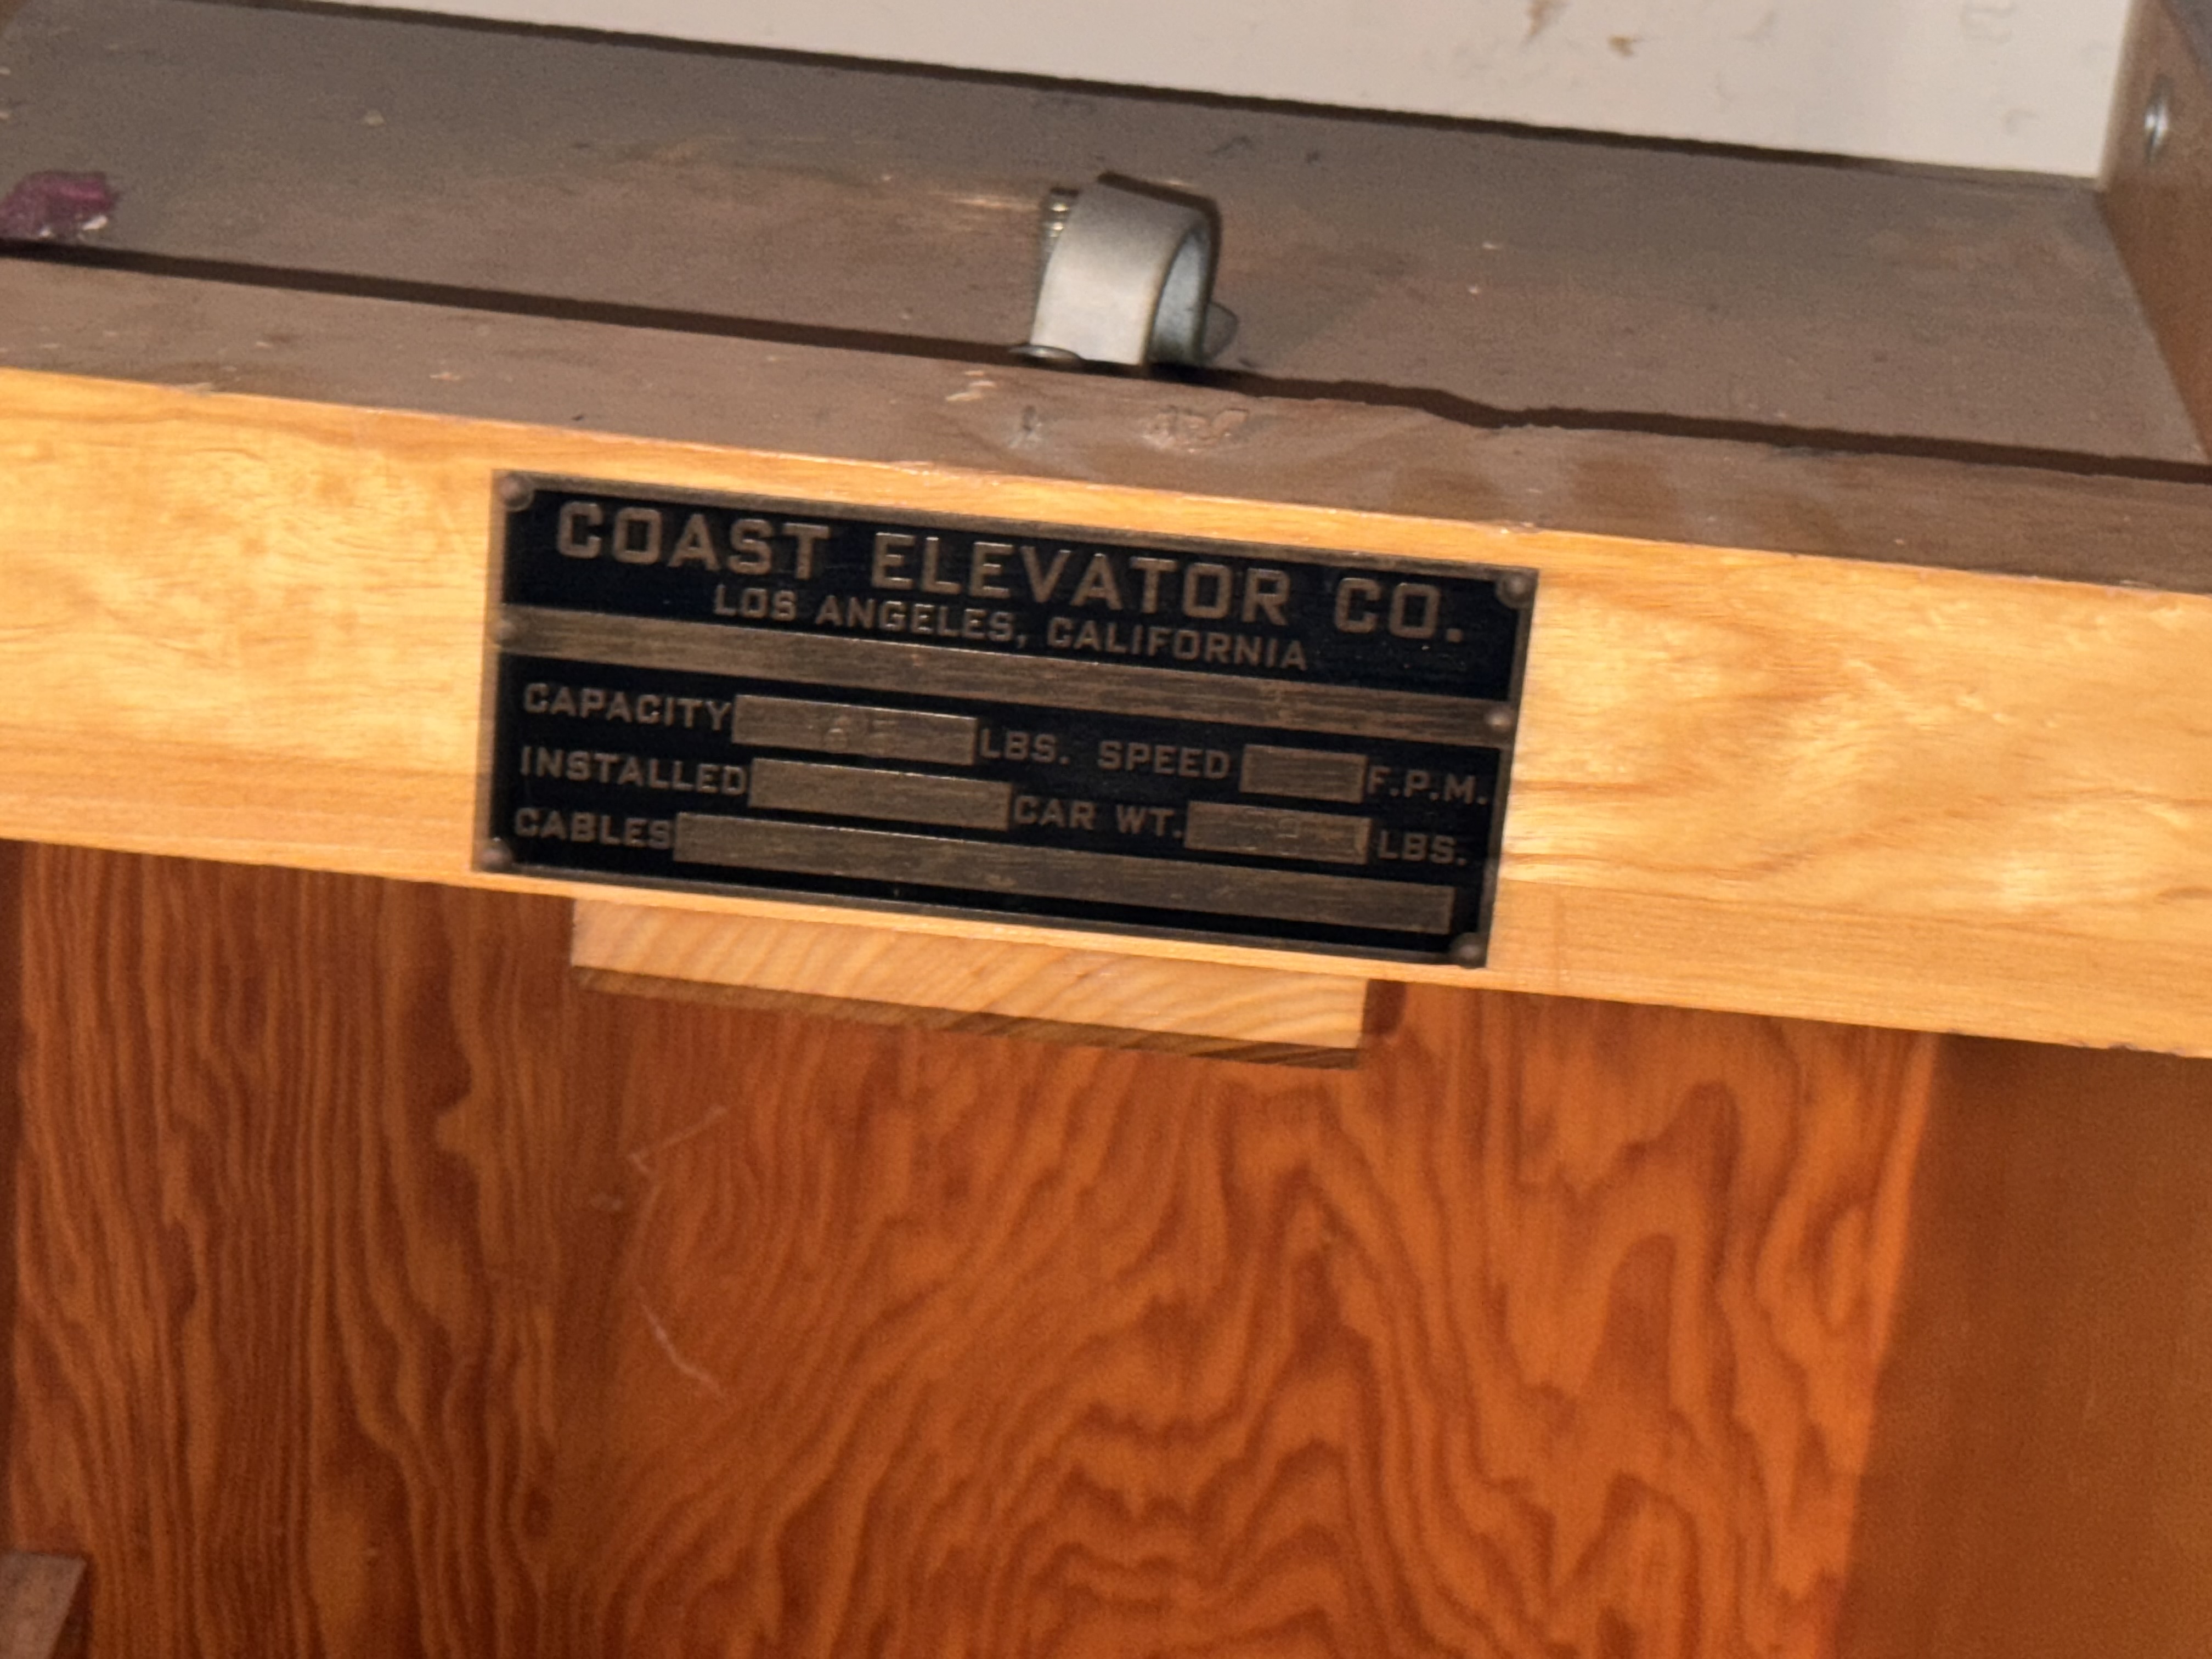 COAST ELEVATOR CO.
LOS ANGELES, CALIFORNIA
CAPACITY LBS. SPEED F.P.M.
INSTALLED CAR WT. LBS.
CABLES